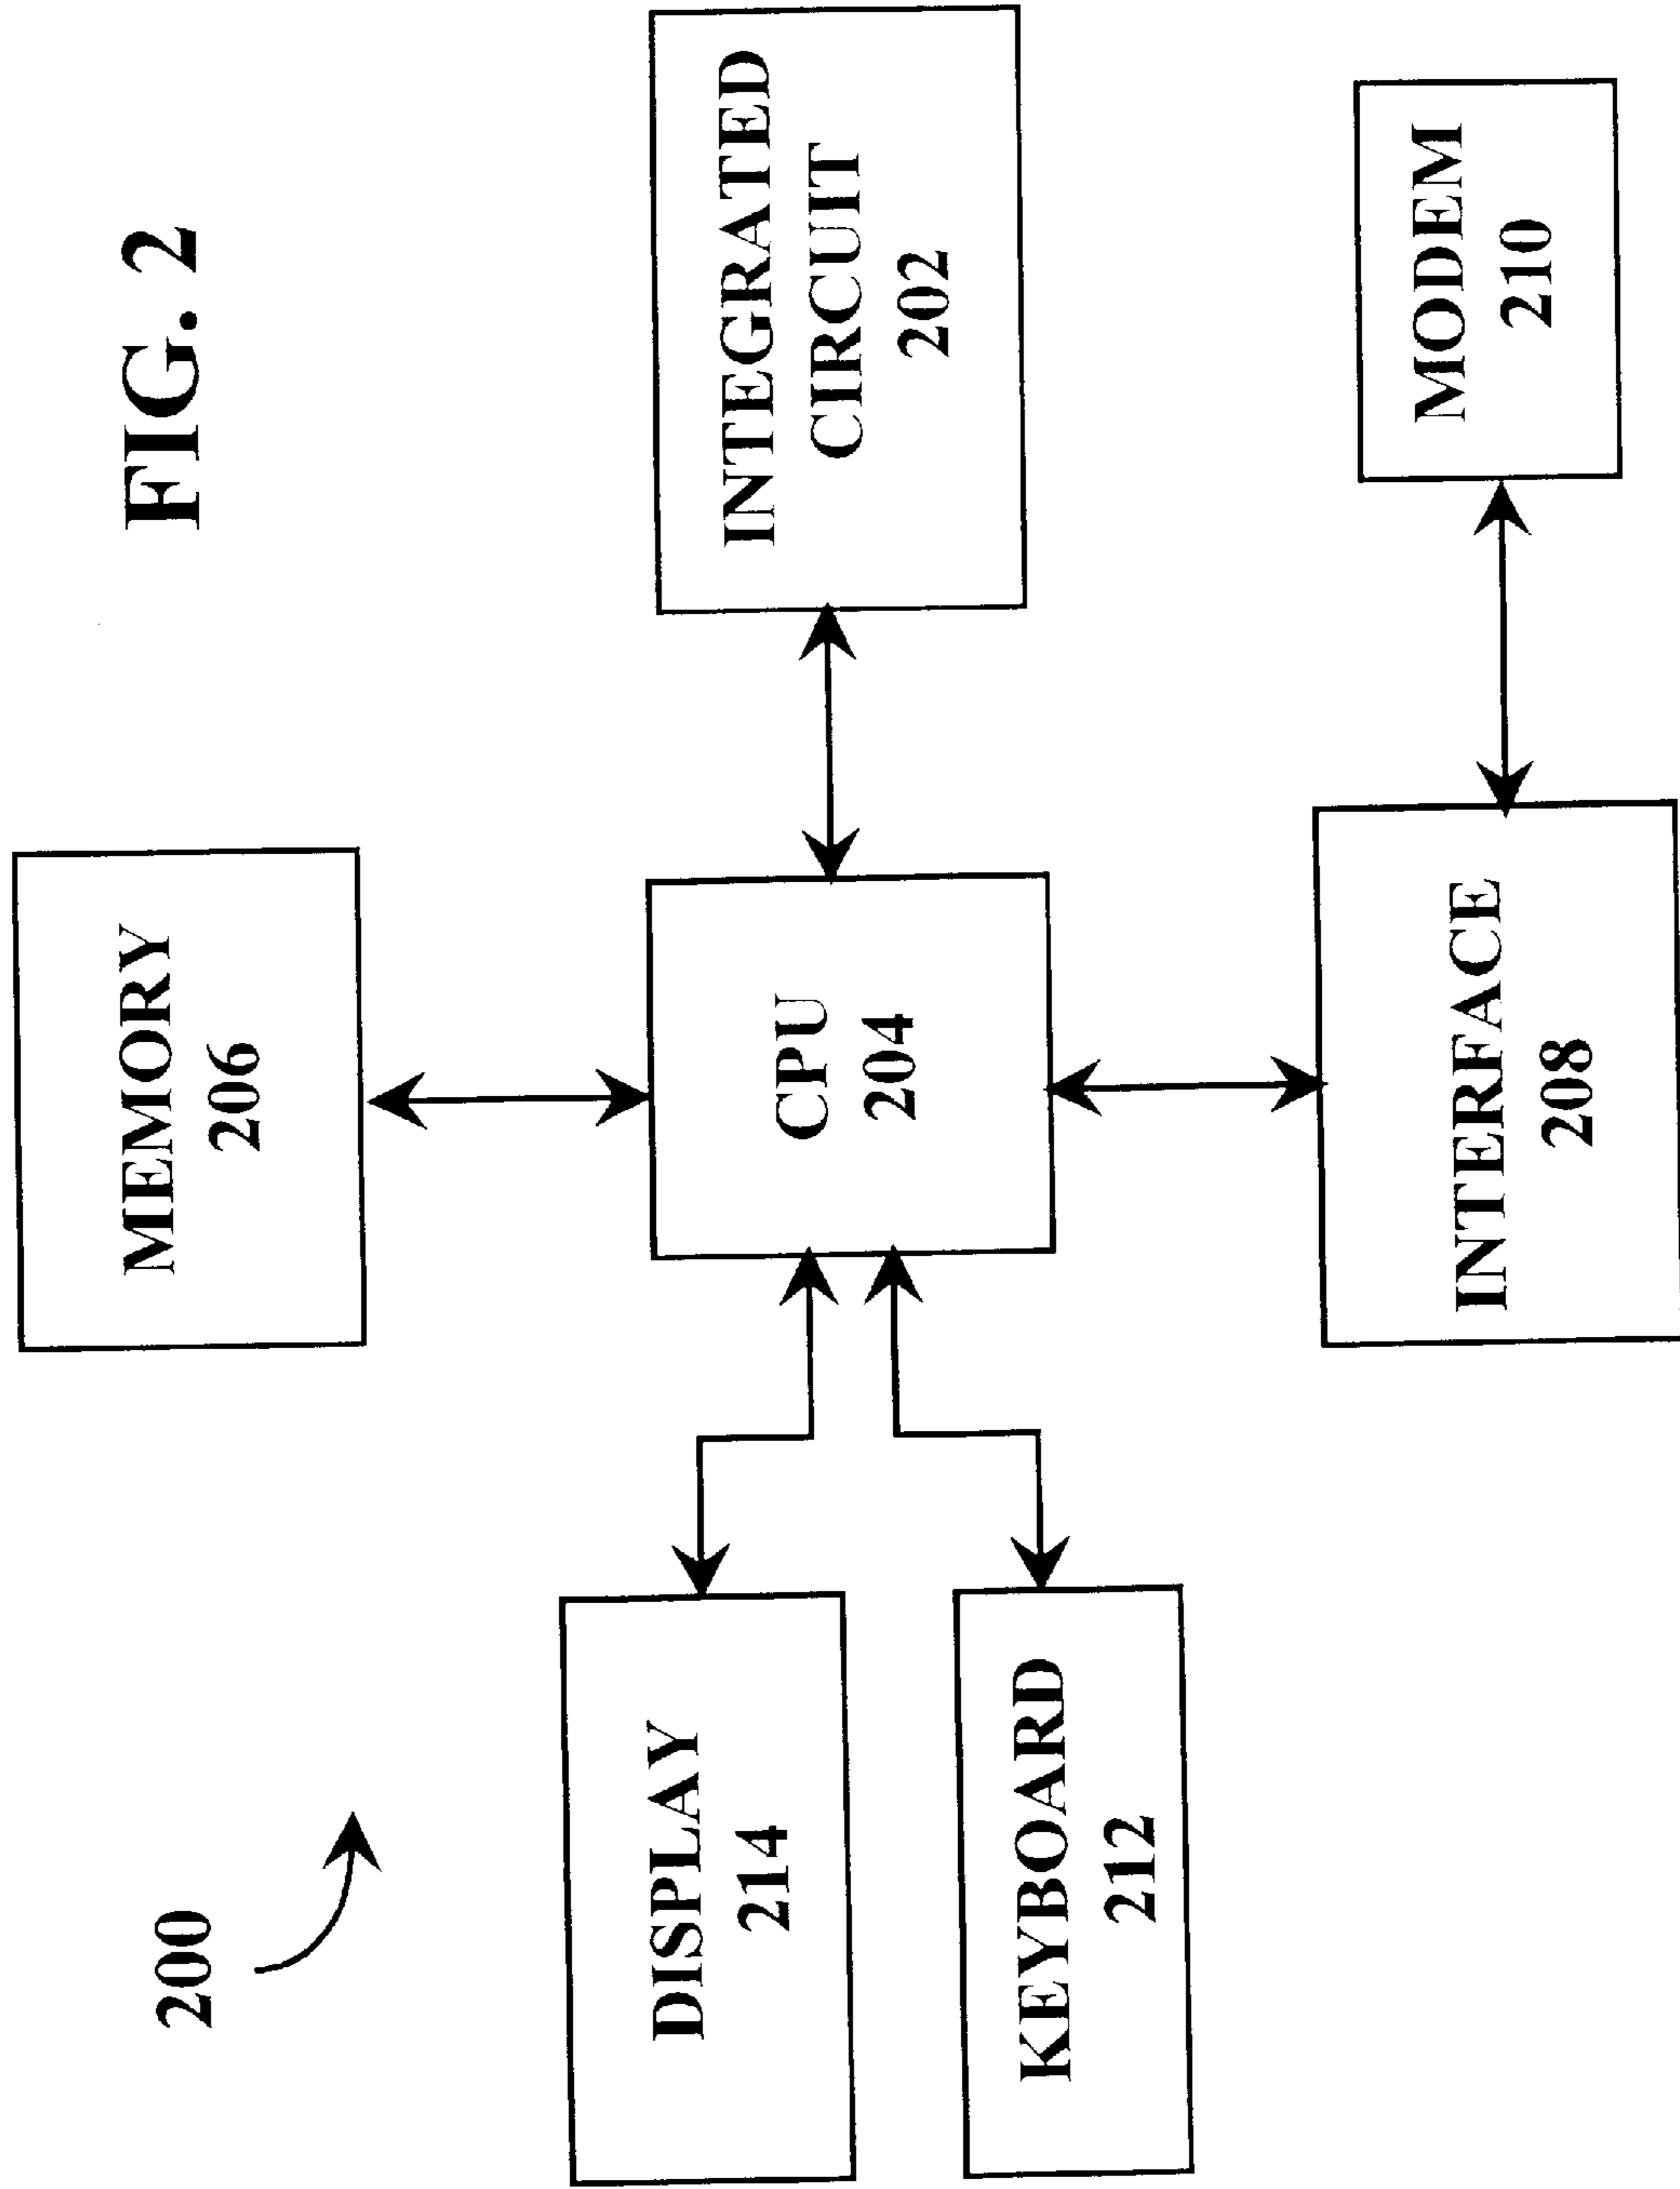 FIG. 2
200
MEMORY
206
DISPLAY
214
CPU
204
INTEGRATED
CIRCUIT
202
KEYBOARD
212
INTERFACE
208
MODEM
210